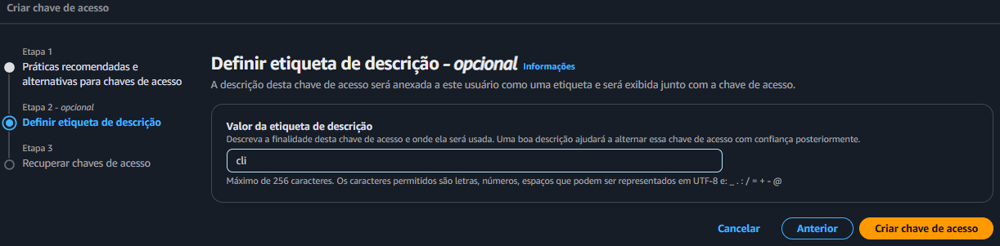 Criar chave de acesso
Etapa 1
Práticas recomendadas e
alternativas para chaves de acesso
Etapa 2 - opcional
Definir etiqueta de descrição
Etapa 3
Recuperar chaves de acesso
Definir etiqueta de descrição - opcional Informações
A descrição desta chave de acesso será anexada a este usuário como uma etiqueta e será exibida junto com a chave de acesso.
Valor da etiqueta de descrição
Descreva a finalidade desta chave de acesso e onde ela será usada. Uma boa descrição ajudará a alternar essa chave de acesso com confiança posteriormente.
cli
Máximo de 256 caracteres. Os caracteres permitidos são letras, números, espaços que podem ser representados em UTF-8 e: _ . : / = + - @
Cancelar Anterior Criar chave de acesso